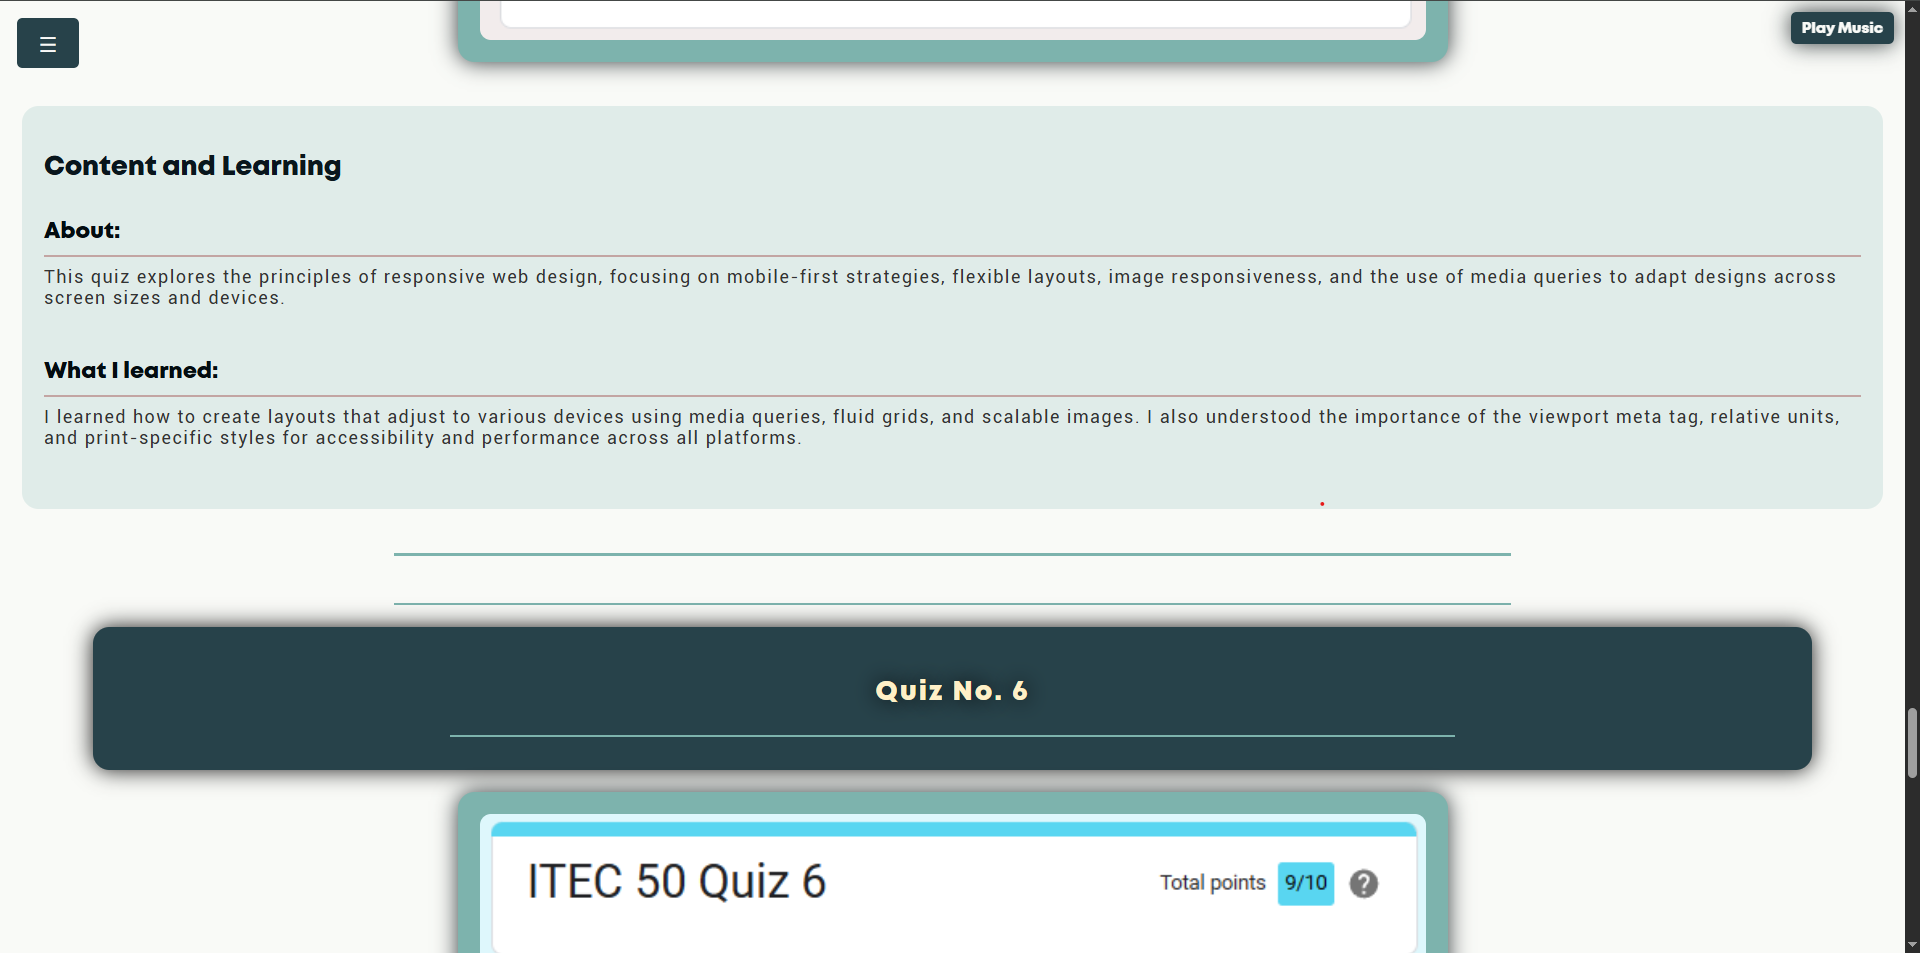 ☰
Play Music
Content and Learning
About:
This quiz explores the principles of responsive web design, focusing on mobile-first strategies, flexible layouts, image responsiveness, and the use of media queries to adapt designs across
screen sizes and devices.
What I learned:
I learned how to create layouts that adjust to various devices using media queries, fluid grids, and scalable images. I also understood the importance of the viewport meta tag, relative units,
and print-specific styles for accessibility and performance across all platforms.
Quiz No. 6
ITEC 50 Quiz 6
Total points 9/10 ?